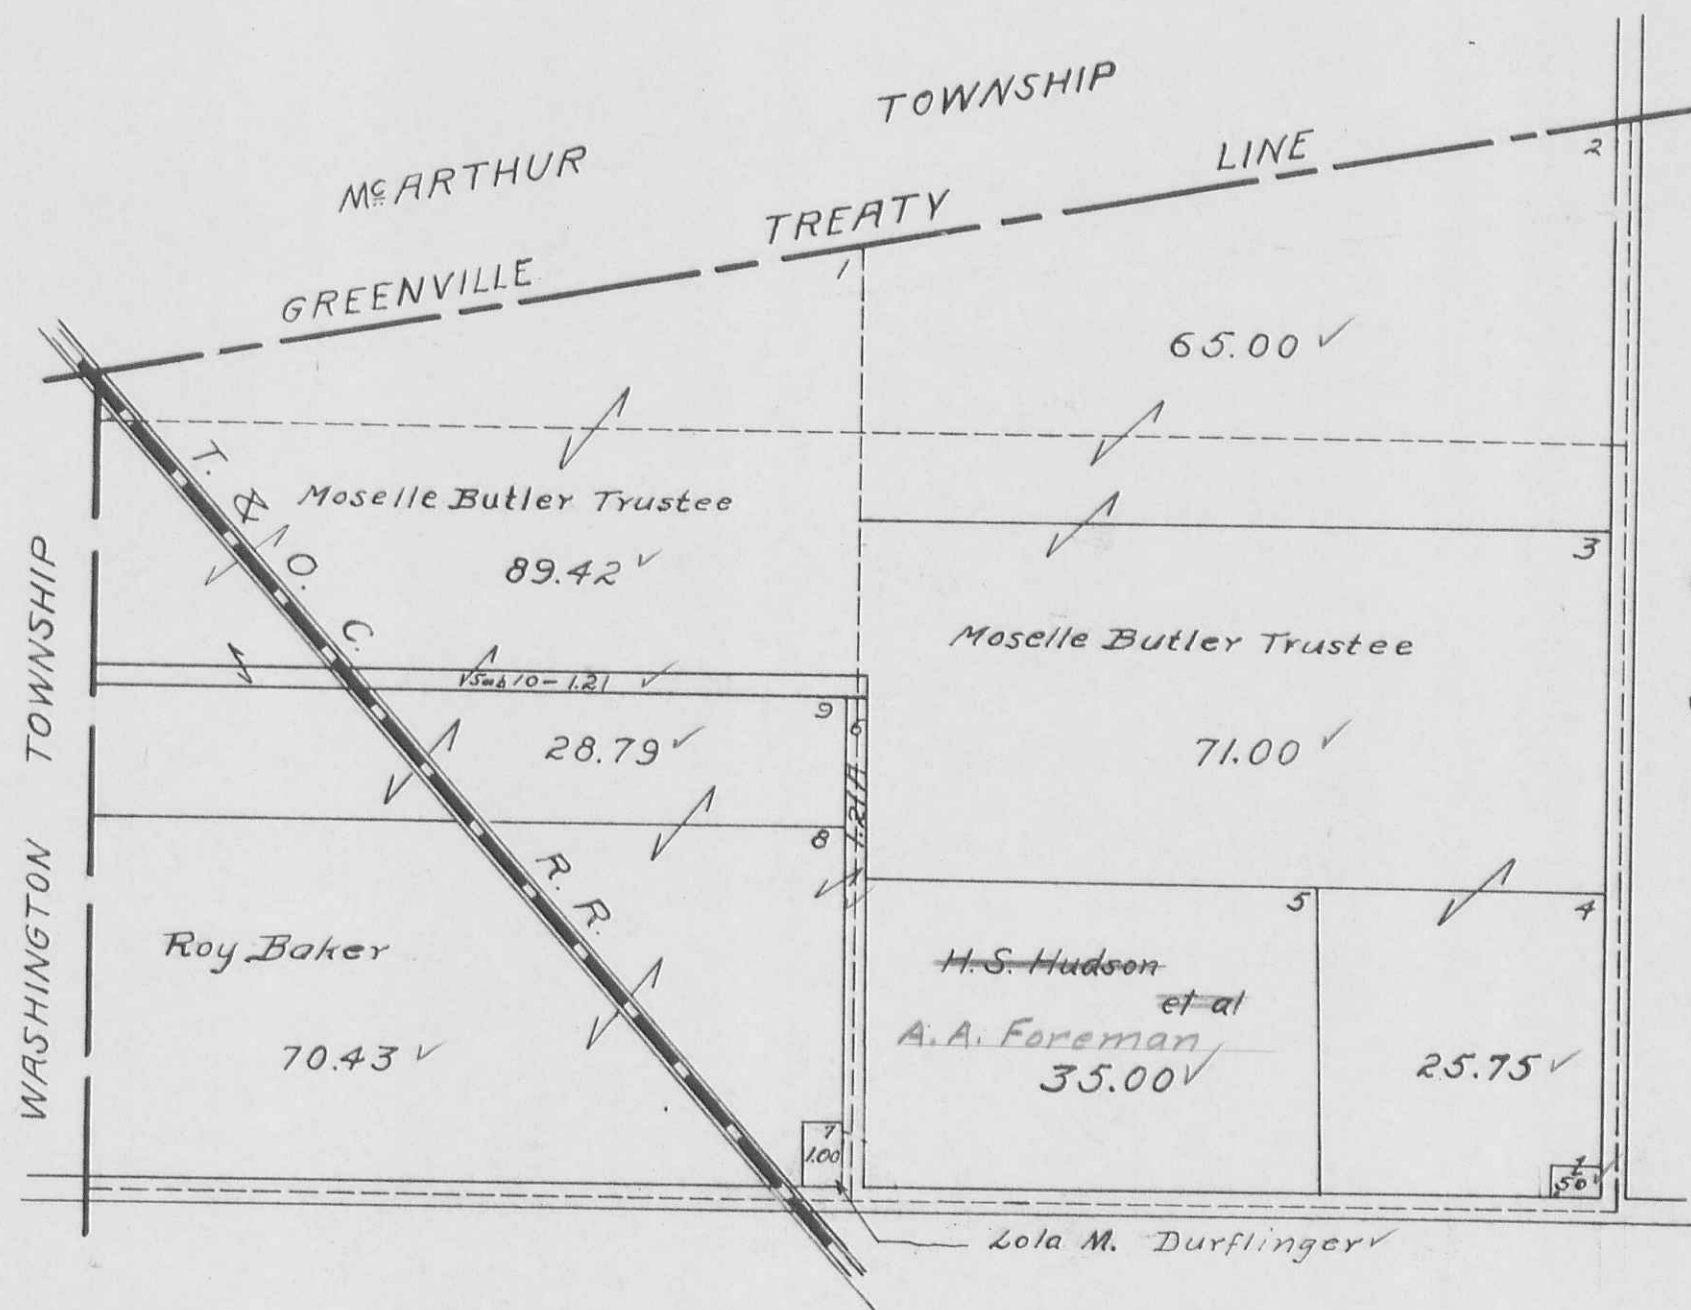 McARTHUR TOWNSHIP
GREENVILLE TREATY LINE
2
1
65.00
T. & O. C. R. R.
Moselle Butler Trustee
89.42
3
Moselle Butler Trustee
71.00
Sub 10 - 1.21
9
28.79
6
1.21 A
8
WASHINGTON TOWNSHIP
Roy Baker
70.43
5
4
H. S. Hudson
et al
A. A. Foreman
35.00
25.75
7
1.00
50
Lola M. Durflinger